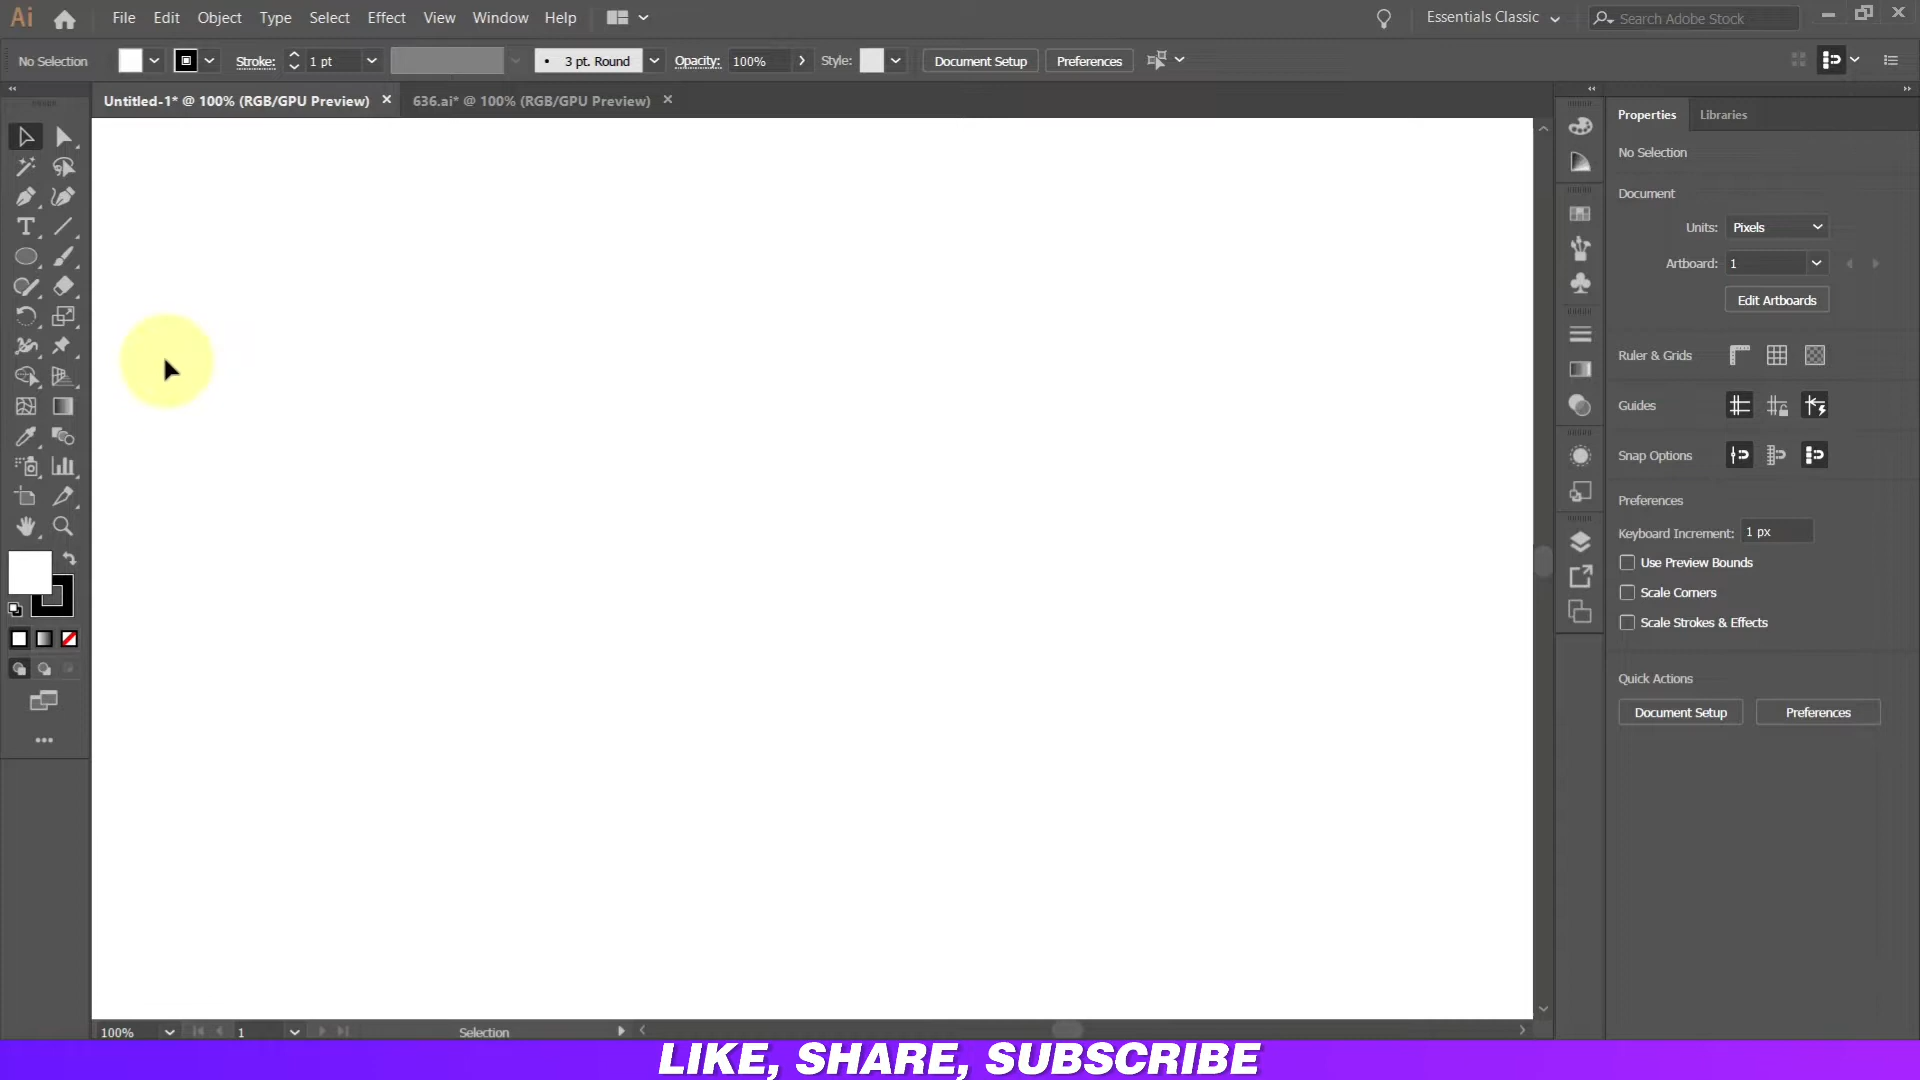 Ai File Edit Object Type Select Effect View Window Help Essentials Classic Search Adobe Stock
No Selection Stroke: 1 pt 3 pt. Round Opacity: 100% Style: Document Setup Preferences
Untitled-1* @ 100% (RGB/GPU Preview) 636.ai* @ 100% (RGB/GPU Preview)
Properties Libraries
No Selection
Document
Units: Pixels
Artboard: 1
Edit Artboards
Ruler & Grids
Guides
Snap Options
Preferences
Keyboard Increment: 1 px
Use Preview Bounds
Scale Corners
Scale Strokes & Effects
Quick Actions
Document Setup Preferences
100% 1 Selection
LIKE, SHARE, SUBSCRIBE